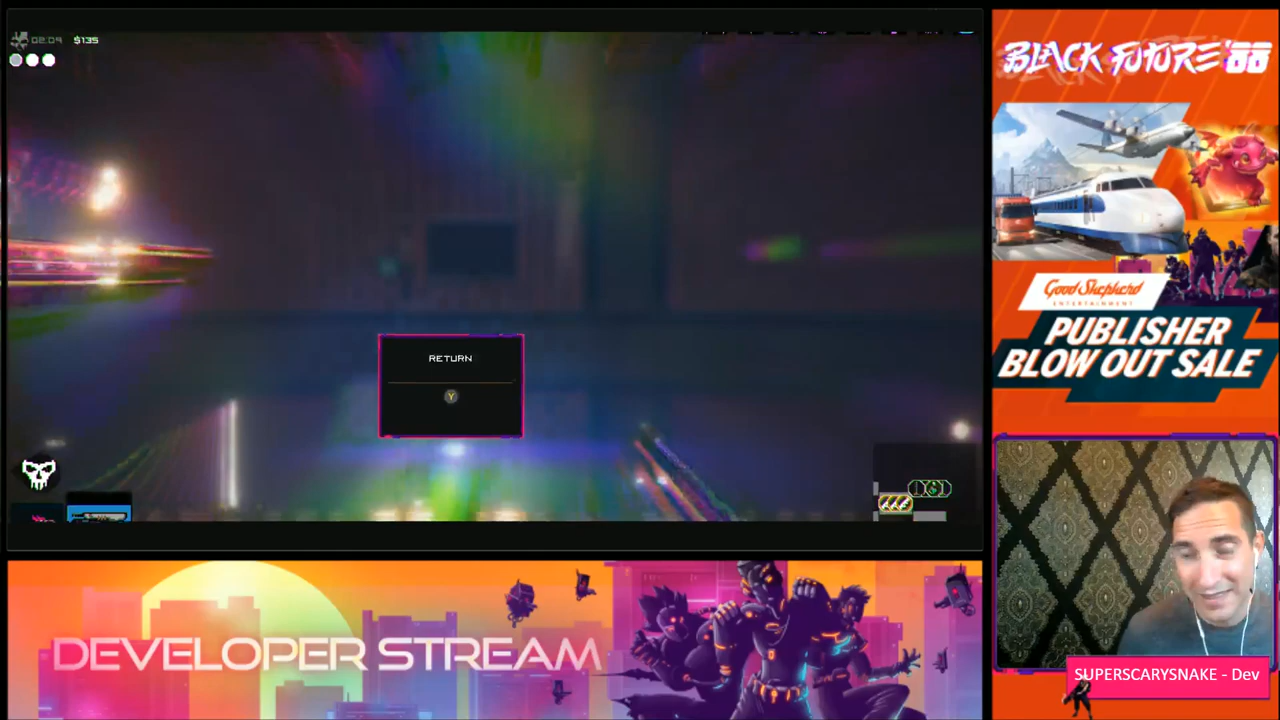 02:09 $135
RETURN
Y
BLACK FUTURE '88
Good Shepherd
ENTERTAINMENT
PUBLISHER
BLOW OUT SALE
DEVELOPER STREAM
SUPERSCARYSNAKE - Dev